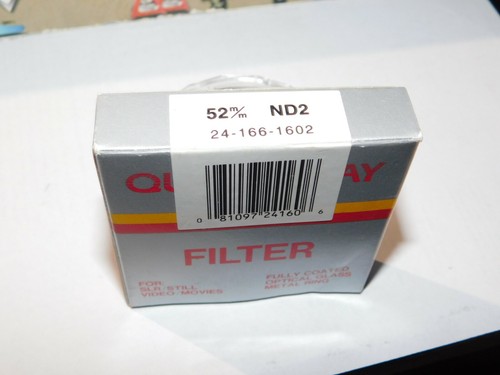 52m/m ND2
24-166-1602
0 81097 24160 6
FILTER
FOR
SLR-STILL
VIDEO-MOVIES
FULLY COATED
OPTICAL GLASS
METAL RING